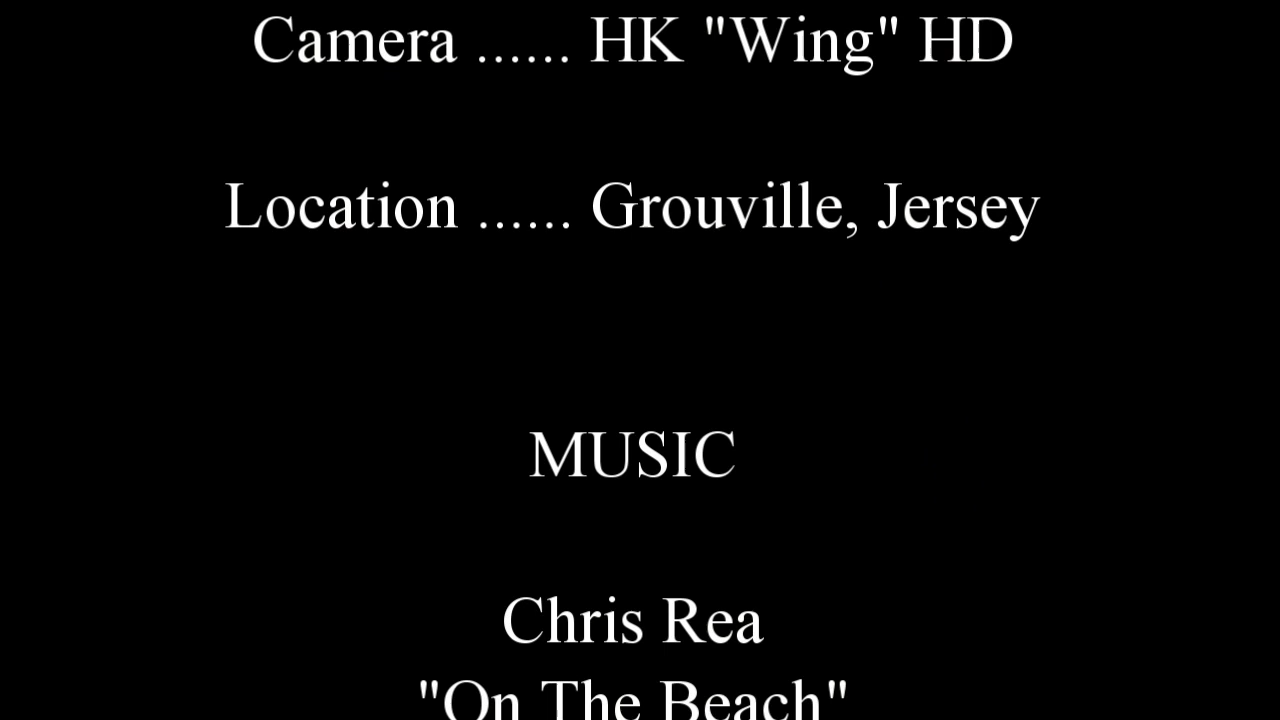 Camera ...... HK "Wing" HD
Location ...... Grouville, Jersey
MUSIC
Chris Rea
"On The Beach"